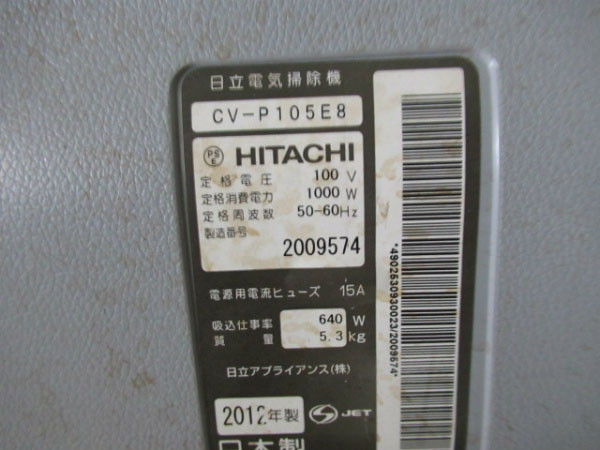 日立電気掃除機
CV-P105E8
PS
E
HITACHI
定格電圧 100 V
定格消費電力 1000 W
定格周波数 50-60Hz
製造番号
2009574
電源用電流ヒューズ 15A
吸込仕事率 640 W
質量 5.3 kg
日立アプライアンス(株)
2012年製 JET
日本製
*4902630930023/2009574*